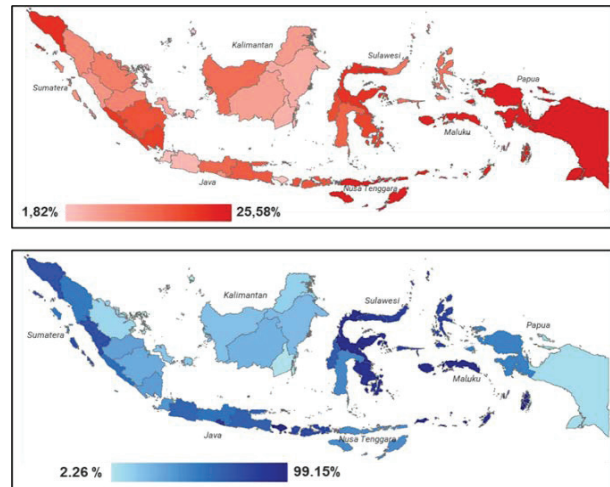 Kalimantan
Sulawesi
Sumatera
Papua
Maluku
Java
Nusa Tenggara
1,82% 25,58%
Kalimantan
Sulawesi
Sumatera
Papua
Maluku
Java
Nusa Tenggara
2.26 % 99.15%